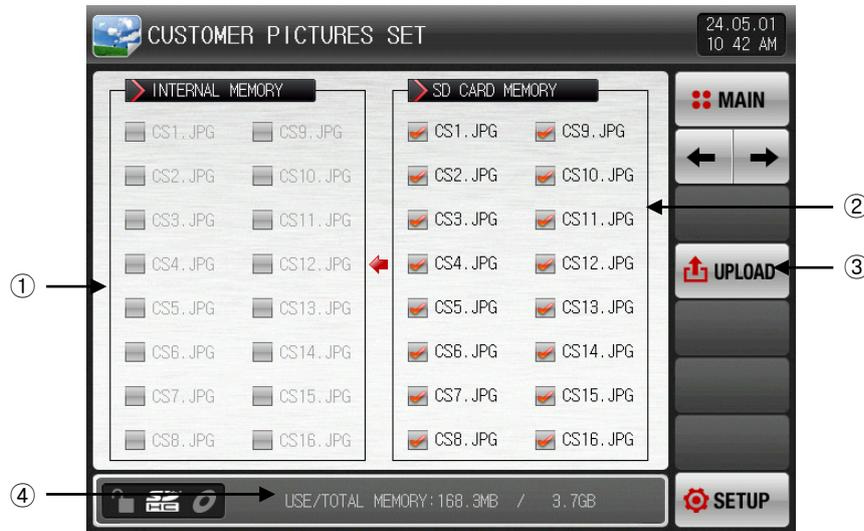 CUSTOMER PICTURES SET
24.05.01
10 42 AM
INTERNAL MEMORY
CS1.JPG CS9.JPG
CS2.JPG CS10.JPG
CS3.JPG CS11.JPG
CS4.JPG CS12.JPG
CS5.JPG CS13.JPG
CS6.JPG CS14.JPG
CS7.JPG CS15.JPG
CS8.JPG CS16.JPG
SD CARD MEMORY
CS1.JPG CS9.JPG
CS2.JPG CS10.JPG
CS3.JPG CS11.JPG
CS4.JPG CS12.JPG
CS5.JPG CS13.JPG
CS6.JPG CS14.JPG
CS7.JPG CS15.JPG
CS8.JPG CS16.JPG
MAIN
②
UPLOAD
③
①
④
SD HC
USE/TOTAL MEMORY:168.3MB / 3.7GB
SETUP